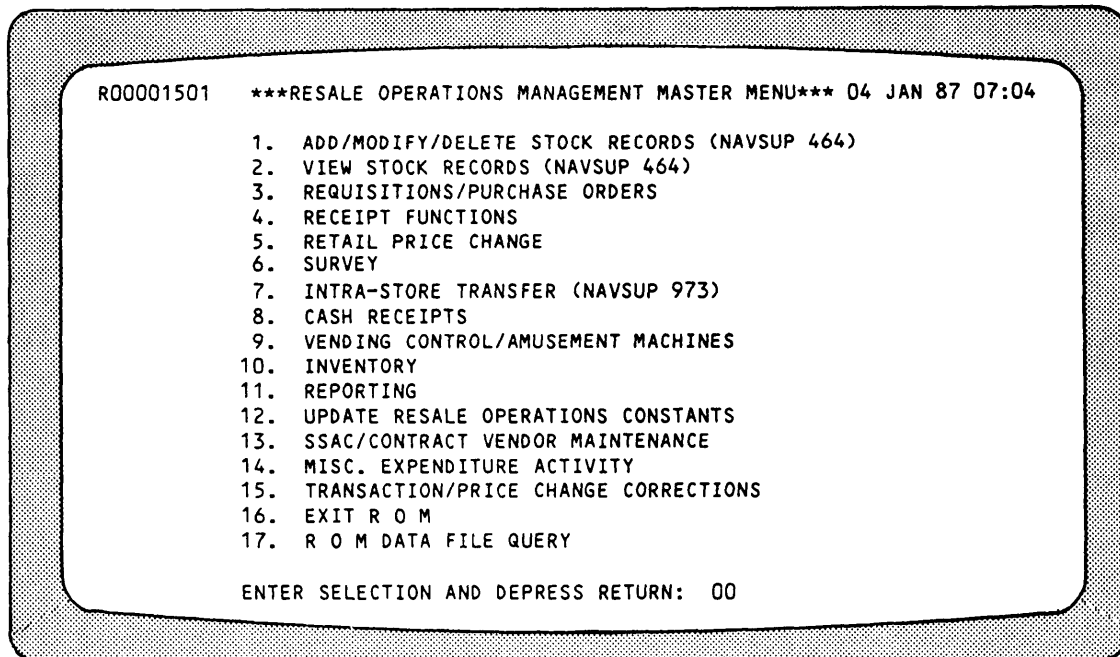 R00001501 ***RESALE OPERATIONS MANAGEMENT MASTER MENU*** 04 JAN 87 07:04
1. ADD/MODIFY/DELETE STOCK RECORDS (NAVSUP 464)
2. VIEW STOCK RECORDS (NAVSUP 464)
3. REQUISITIONS/PURCHASE ORDERS
4. RECEIPT FUNCTIONS
5. RETAIL PRICE CHANGE
6. SURVEY
7. INTRA-STORE TRANSFER (NAVSUP 973)
8. CASH RECEIPTS
9. VENDING CONTROL/AMUSEMENT MACHINES
10. INVENTORY
11. REPORTING
12. UPDATE RESALE OPERATIONS CONSTANTS
13. SSAC/CONTRACT VENDOR MAINTENANCE
14. MISC. EXPENDITURE ACTIVITY
15. TRANSACTION/PRICE CHANGE CORRECTIONS
16. EXIT R O M
17. R O M DATA FILE QUERY
ENTER SELECTION AND DEPRESS RETURN: 00